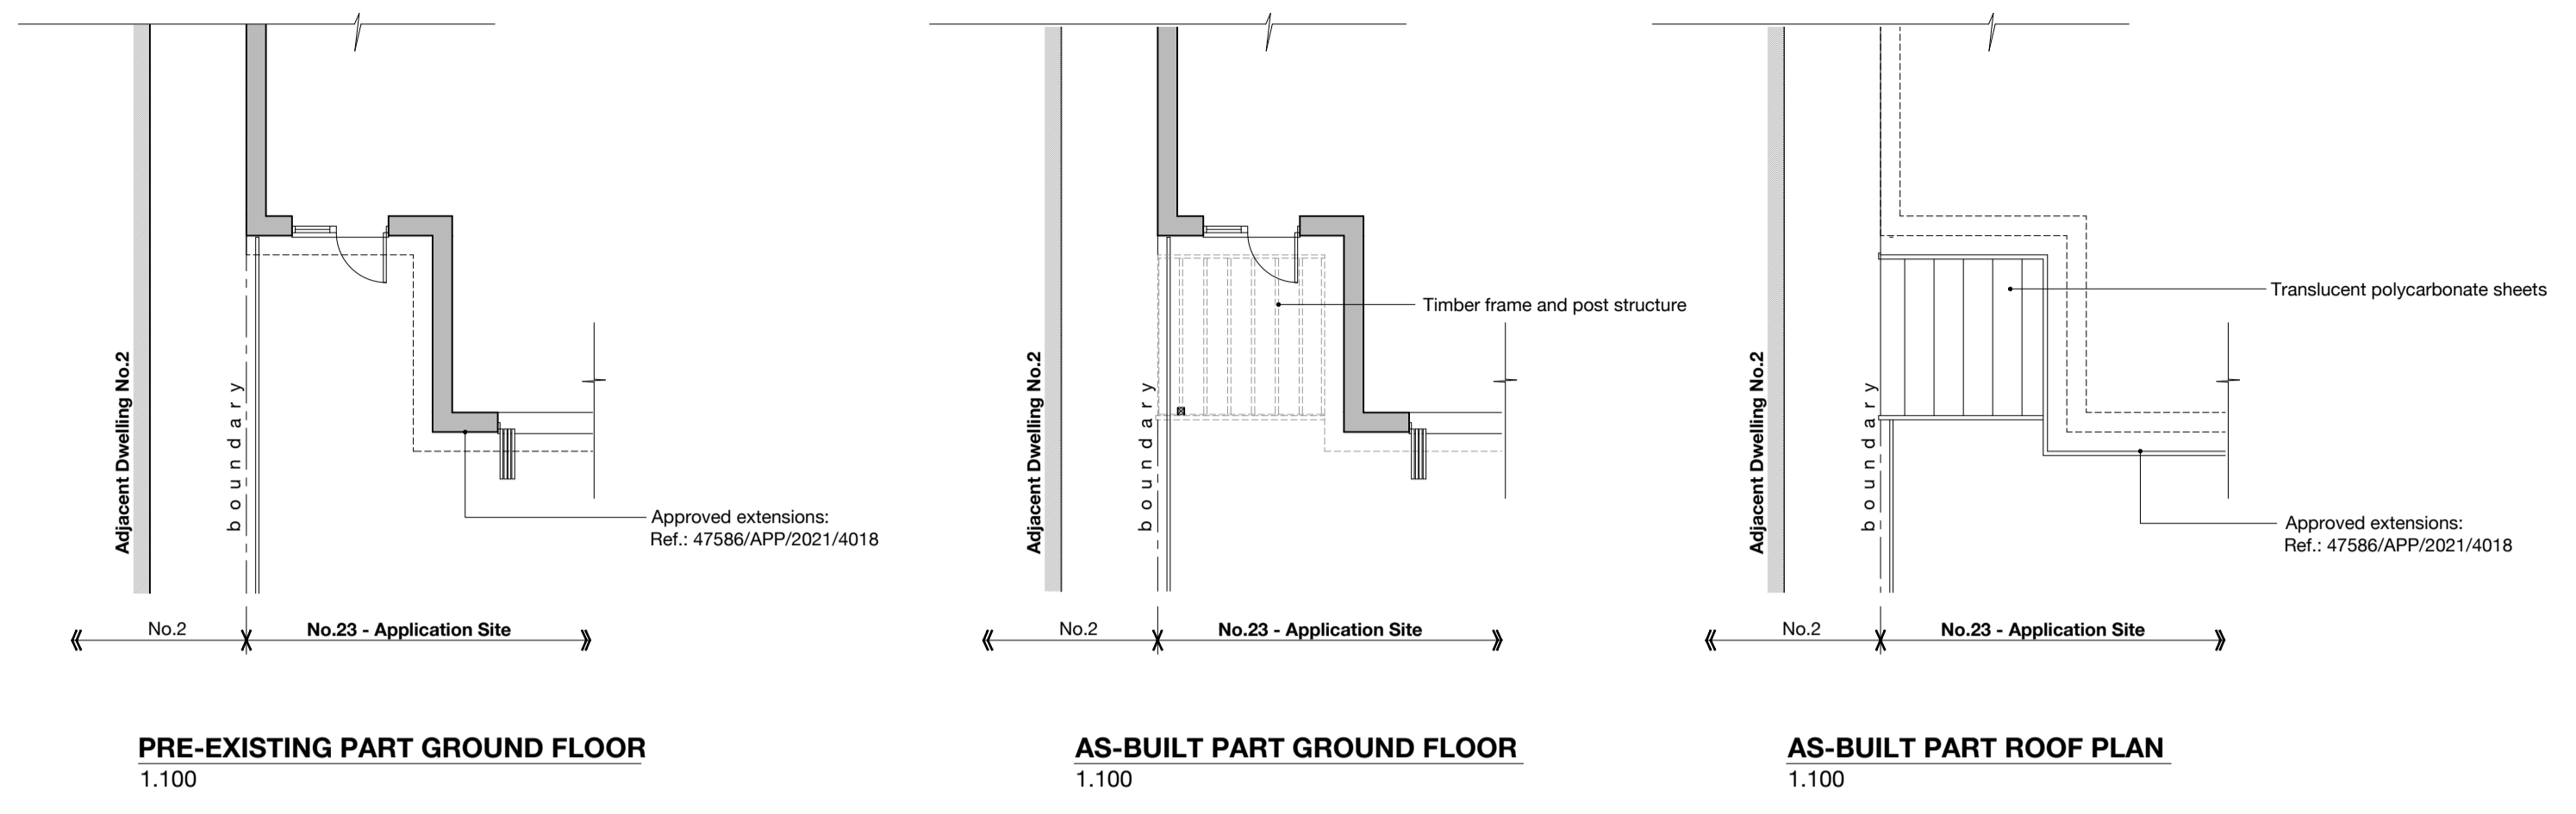 Adjacent Dwelling No.2
boundary
Approved extensions:
Ref.: 47586/APP/2021/4018
No.2
No.23 - Application Site
PRE-EXISTING PART GROUND FLOOR
1.100
Adjacent Dwelling No.2
boundary
Timber frame and post structure
No.2
No.23 - Application Site
AS-BUILT PART GROUND FLOOR
1.100
Adjacent Dwelling No.2
boundary
Translucent polycarbonate sheets
Approved extensions:
Ref.: 47586/APP/2021/4018
No.2
No.23 - Application Site
AS-BUILT PART ROOF PLAN
1.100